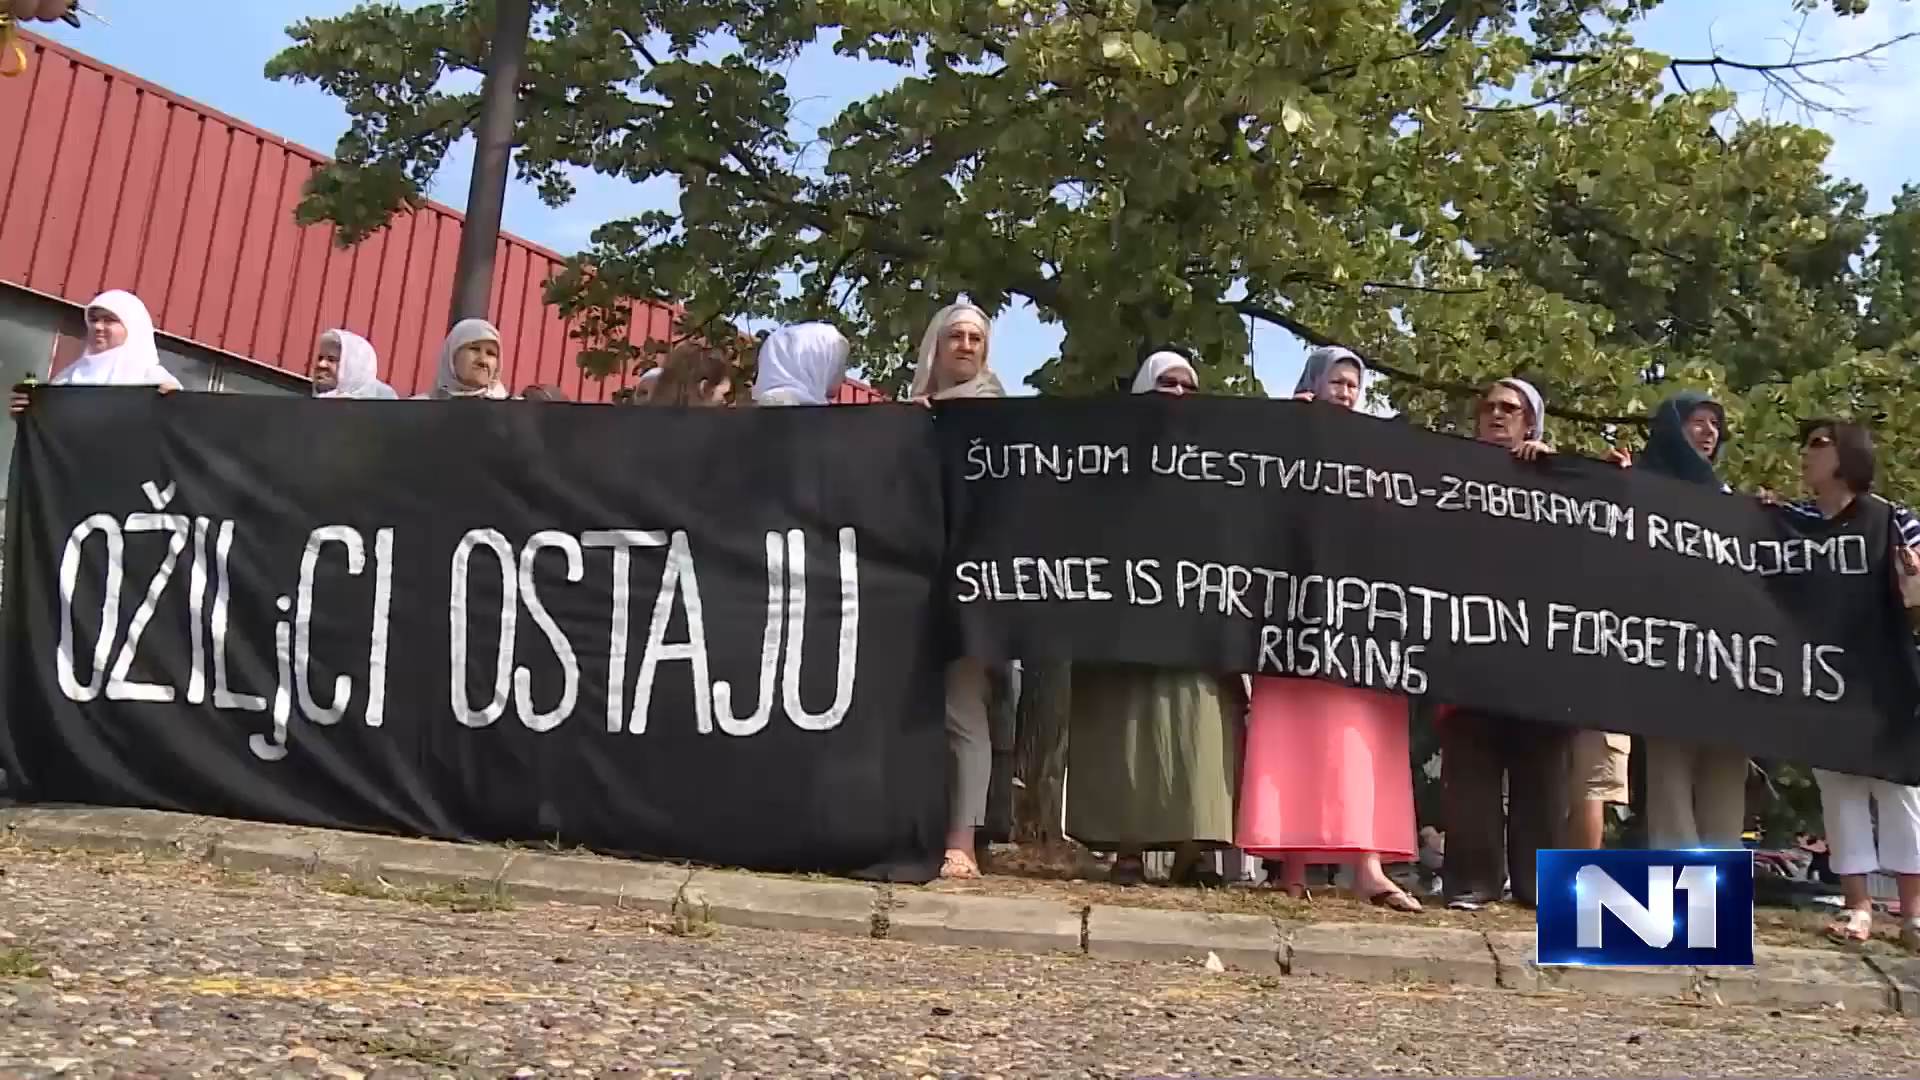 OŽILjCI OSTAJU
ŠUTNjOM UČESTVUJEMO-ZABORAVOM RIZIKUJEMO
SILENCE IS PARTICIPATION FORGETING IS
RISKING
N1